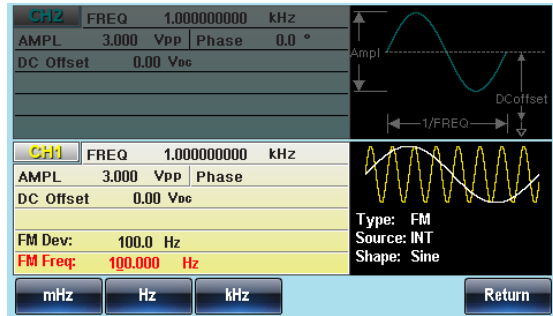 CH2 FREQ 1.000000000 kHz
AMPL 3.000 Vpp Phase 0.0 °
DC Offset 0.00 VDC
Ampl
DCoffset
1/FREQ
CH1 FREQ 1.000000000 kHz
AMPL 3.000 Vpp Phase
DC Offset 0.00 VDC
FM Dev: 100.0 Hz
FM Freq: 100.000 Hz
Type: FM
Source: INT
Shape: Sine
mHz Hz kHz Return